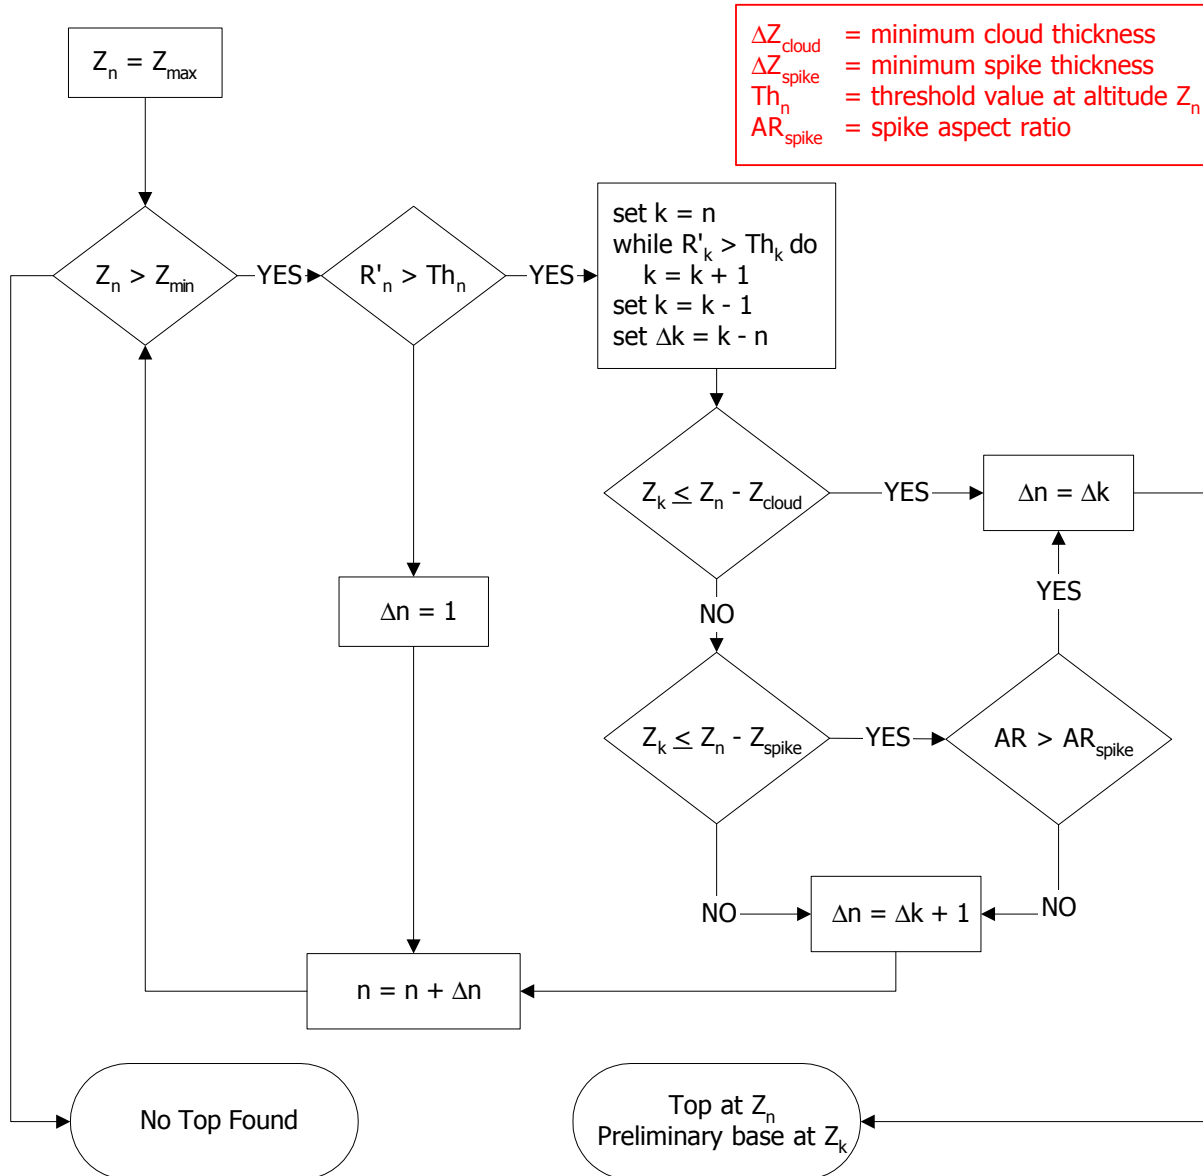 Zn = Zmax
ΔZcloud = minimum cloud thickness
ΔZspike = minimum spike thickness
Thn = threshold value at altitude Zn
ARspike = spike aspect ratio
Zn > Zmin
YES
R'n > Thn
YES
set k = n
while R'k > Thk do
k = k + 1
set k = k - 1
set Δk = k - n
Zk ≤ Zn - Zcloud
YES
Δn = Δk
Δn = 1
NO
YES
Zk ≤ Zn - Zspike
YES
AR > ARspike
NO
Δn = Δk + 1
NO
n = n + Δn
No Top Found
Top at Zn
Preliminary base at Zk